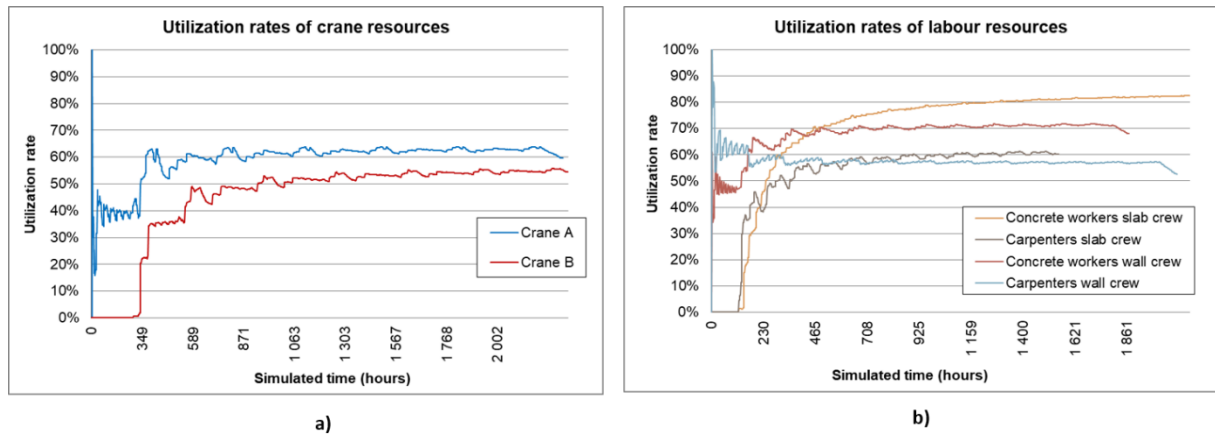 Utilization rates of crane resources
100%
90%
80%
70%
60%
50%
40%
30%
20%
10%
0%
Utilization rate
Crane A
Crane B
0
349
589
871
1 063
1 303
1 567
1 788
2 002
Simulated time (hours)
a)
Utilization rates of labour resources
100%
90%
80%
70%
60%
50%
40%
30%
20%
10%
0%
Utilization rate
Concrete workers slab crew
Carpenters slab crew
Concrete workers wall crew
Carpenters wall crew
0
230
465
708
925
1 159
1 400
1 621
1 861
Simulated time (hours)
b)